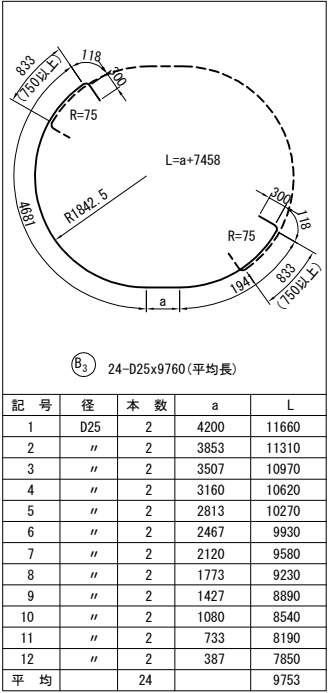 833
(750以上)
118
300
R=75
L=a+7458
R1842.5
4681
300
118
R=75
833
(750以上)
194
a
B3 24-D25x9760(平均長)
記 号 径 本 数 a L
1 D25 2 4200 11660
2 〃 2 3853 11310
3 〃 2 3507 10970
4 〃 2 3160 10620
5 〃 2 2813 10270
6 〃 2 2467 9930
7 〃 2 2120 9580
8 〃 2 1773 9230
9 〃 2 1427 8890
10 〃 2 1080 8540
11 〃 2 733 8190
12 〃 2 387 7850
平 均 24 9753